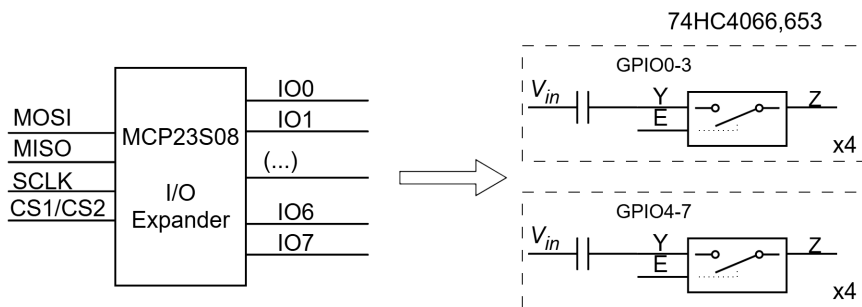 74HC4066,653
MOSI
MISO
SCLK
CS1/CS2
MCP23S08
I/O
Expander
IO0
IO1
(...)
IO6
IO7
GPIO0-3
Vin
Y
E
Z
x4
GPIO4-7
Vin
Y
E
Z
x4